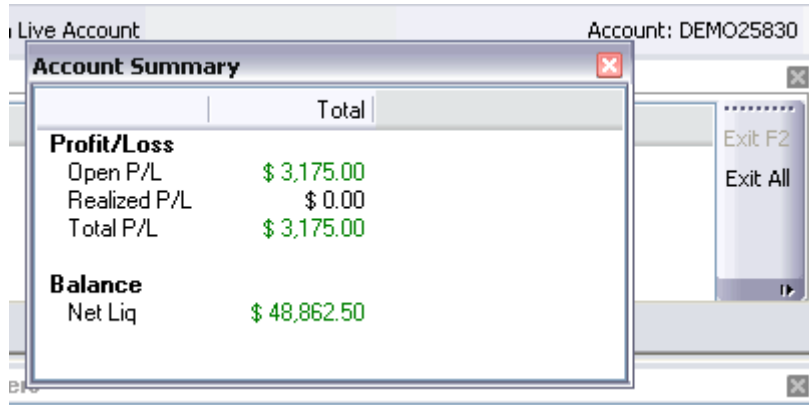 Live Account Account: DEMO25830
Account Summary
Total
Profit/Loss
Open P/L $ 3,175.00
Realized P/L $ 0.00
Total P/L $ 3,175.00
Balance
Net Liq $ 48,862.50
Exit F2
Exit All